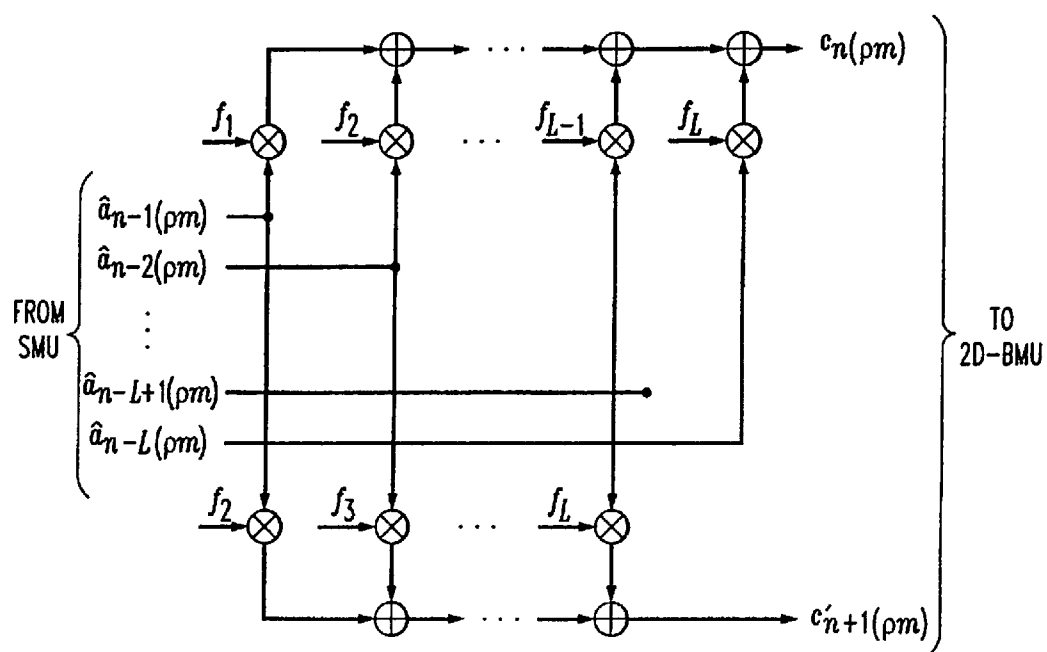 c_n(ρm)
f_1 f_2 ... f_{L-1} f_L
â_{n-1}(ρm)
â_{n-2}(ρm)
FROM
SMU
TO
2D-BMU
â_{n-L+1}(ρm)
â_{n-L}(ρm)
f_2 f_3 ... f_L
c'_{n+1}(ρm)